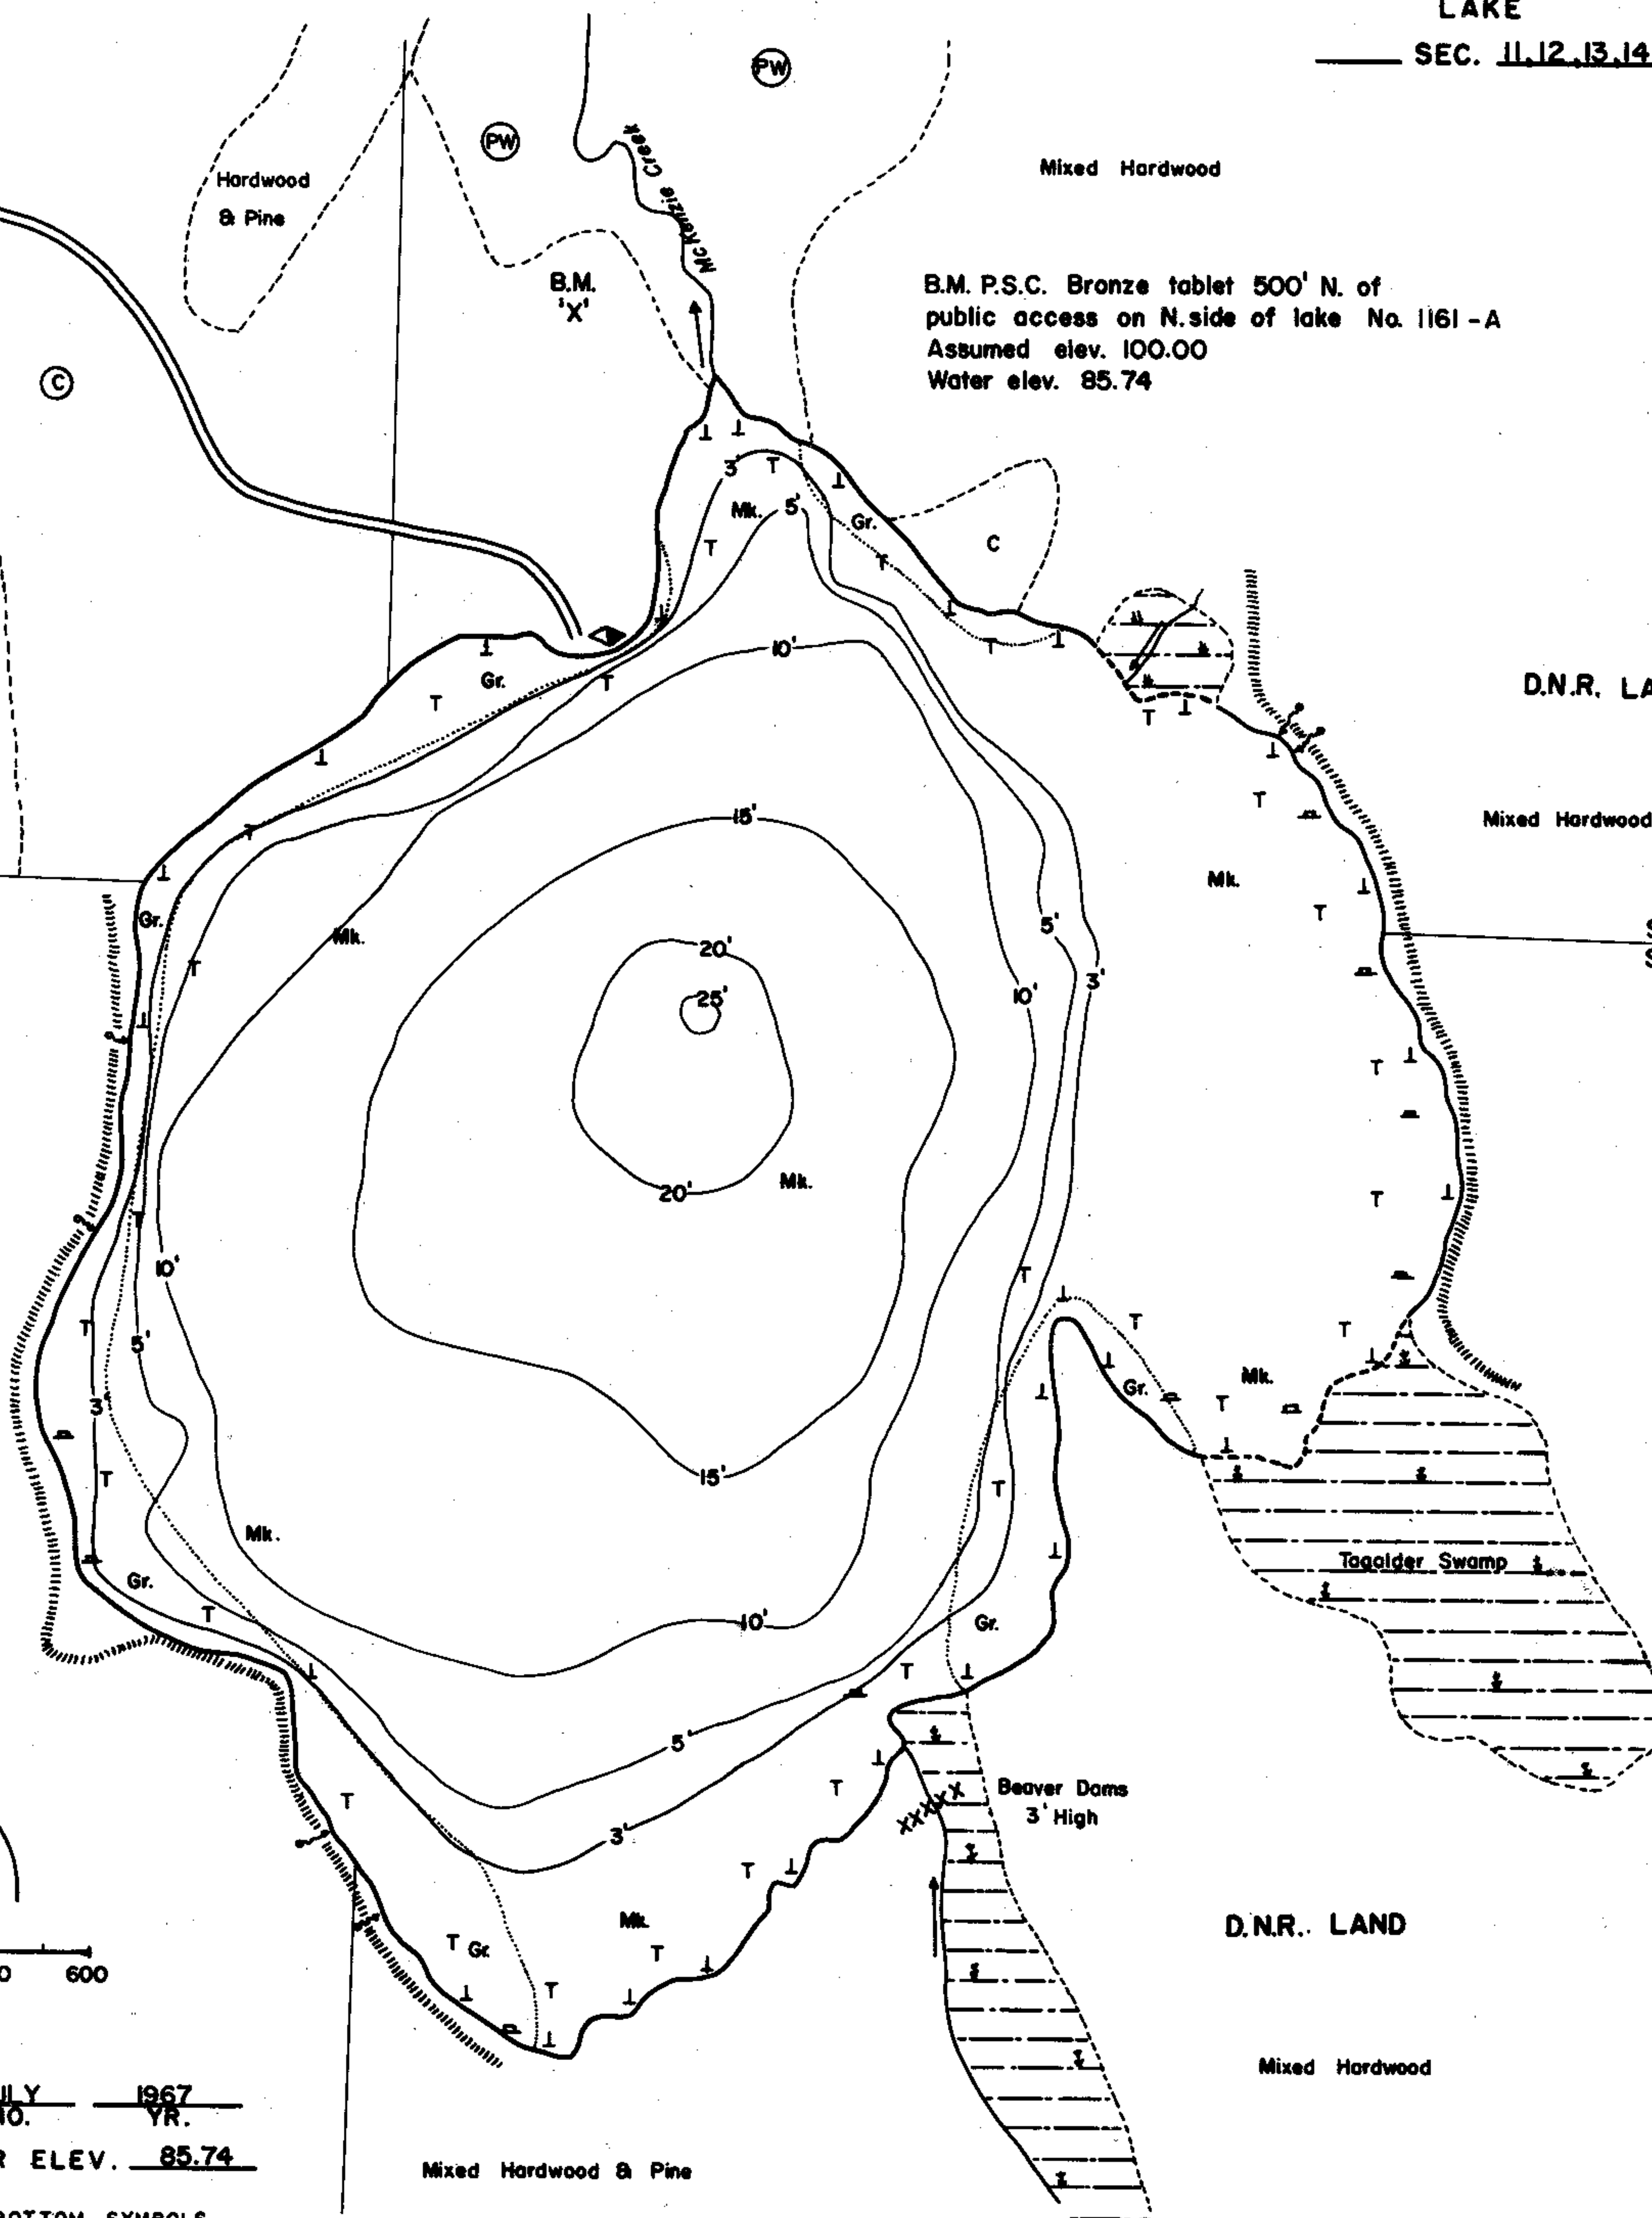 LAKE
SEC. 11,12,13,14
PW
PW
McKenzie Creek
Hardwood
& Pine
Mixed Hardwood
B.M.
'X'
B.M. P.S.C. Bronze tablet 500' N. of
public access on N. side of lake No. 1161-A
Assumed elev. 100.00
Water elev. 85.74
C
3'
T
Mk.
5'
Gr.
T
T
C
10'
T
T
Gr.
T
T
T
D.N.R. LA
15'
T
Mixed Hardwood
T
Mk.
Gr.
Mk.
T
T
5'
20'
3'
25'
10'
T
Mk.
20'
T
T
10'
T
T
T
T
5'
Mk.
Gr.
T
3'
15'
T
T
Mk.
Tagalder Swamp
Gr.
T
10'
Gr.
T
5'
Beaver Dams
3' High
XXXXX
T
T
3'
T
Mk.
D.N.R. LAND
T
Gr.
T
T
600
1967
YR.
ELEV. 85.74
Mixed Hardwood
Mixed Hardwood & Pine
BOTTOM SYMBOLS